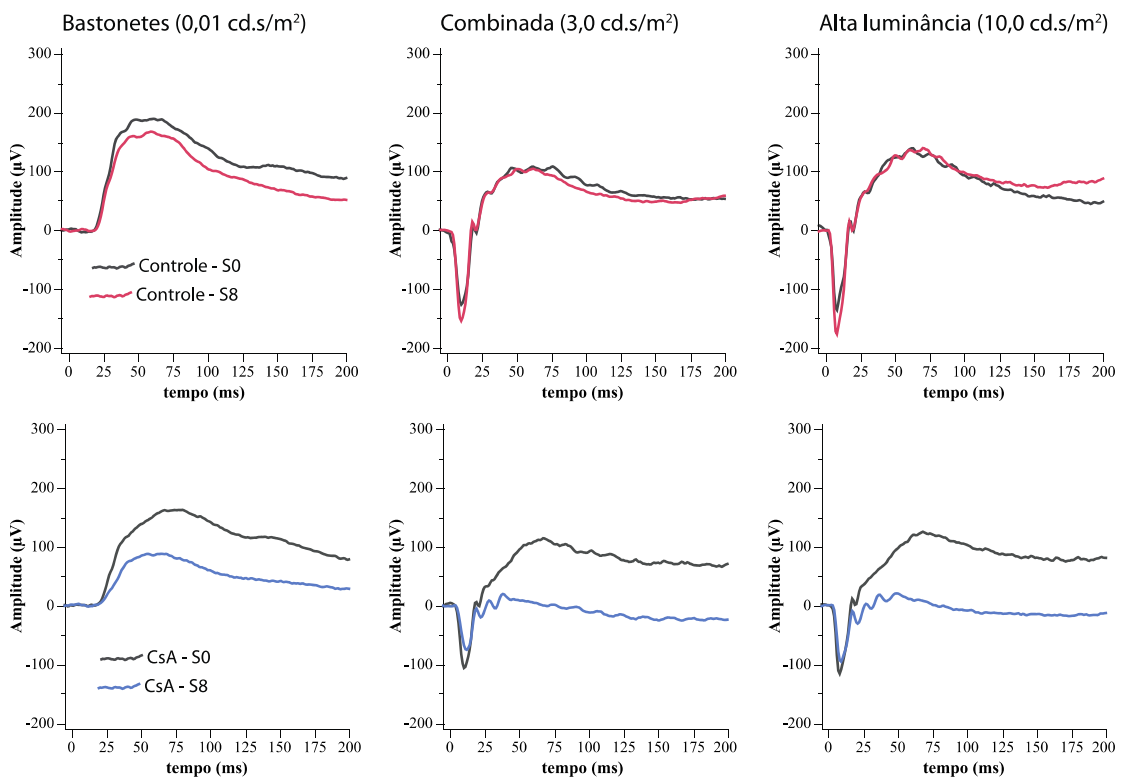 Bastonetes (0,01 cd.s/m²)
Combinada (3,0 cd.s/m²)
Alta luminância (10,0 cd.s/m²)
300
200
100
0
-100
-200
Amplitude (µV)
Controle - S0
Controle - S8
0 25 50 75 100 125 150 175 200
tempo (ms)
300
200
100
0
-100
-200
Amplitude (µV)
0 25 50 75 100 125 150 175 200
tempo (ms)
300
200
100
0
-100
-200
Amplitude (µV)
0 25 50 75 100 125 150 175 200
tempo (ms)
300
200
100
0
-100
-200
Amplitude (µV)
CsA - S0
CsA - S8
0 25 50 75 100 125 150 175 200
tempo (ms)
300
200
100
0
-100
-200
Amplitude (µV)
0 25 50 75 100 125 150 175 200
tempo (ms)
300
200
100
0
-100
-200
Amplitude (µV)
0 25 50 75 100 125 150 175 200
tempo (ms)